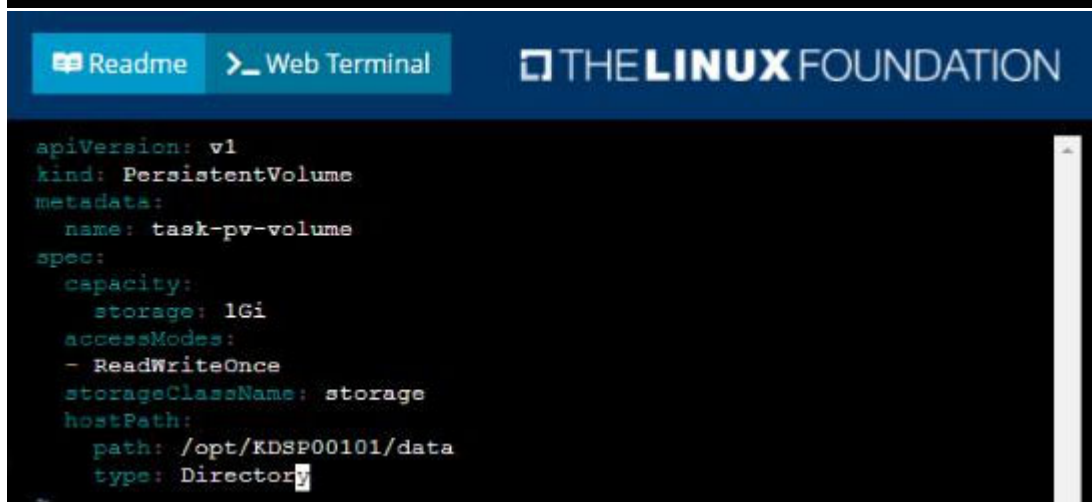 Readme >_ Web Terminal THE LINUX FOUNDATION
apiVersion: v1
kind: PersistentVolume
metadata:
  name: task-pv-volume
spec:
  capacity:
    storage: 1Gi
  accessModes:
  - ReadWriteOnce
  storageClassName: storage
  hostPath:
    path: /opt/KDSP00101/data
    type: Directory
~